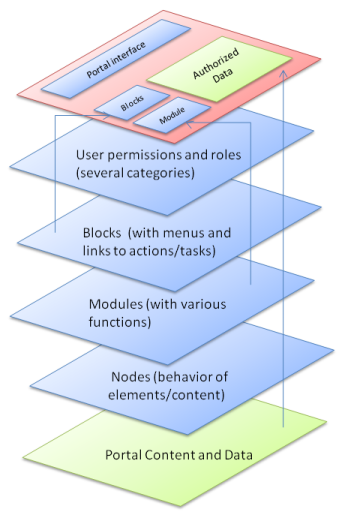 Portal interface
Authorized
Data
Blocks
Module
User permissions and roles
(several categories)
Blocks (with menus and
links to actions/tasks)
Modules (with various
functions)
Nodes (behavior of
elements/content)
Portal Content and Data